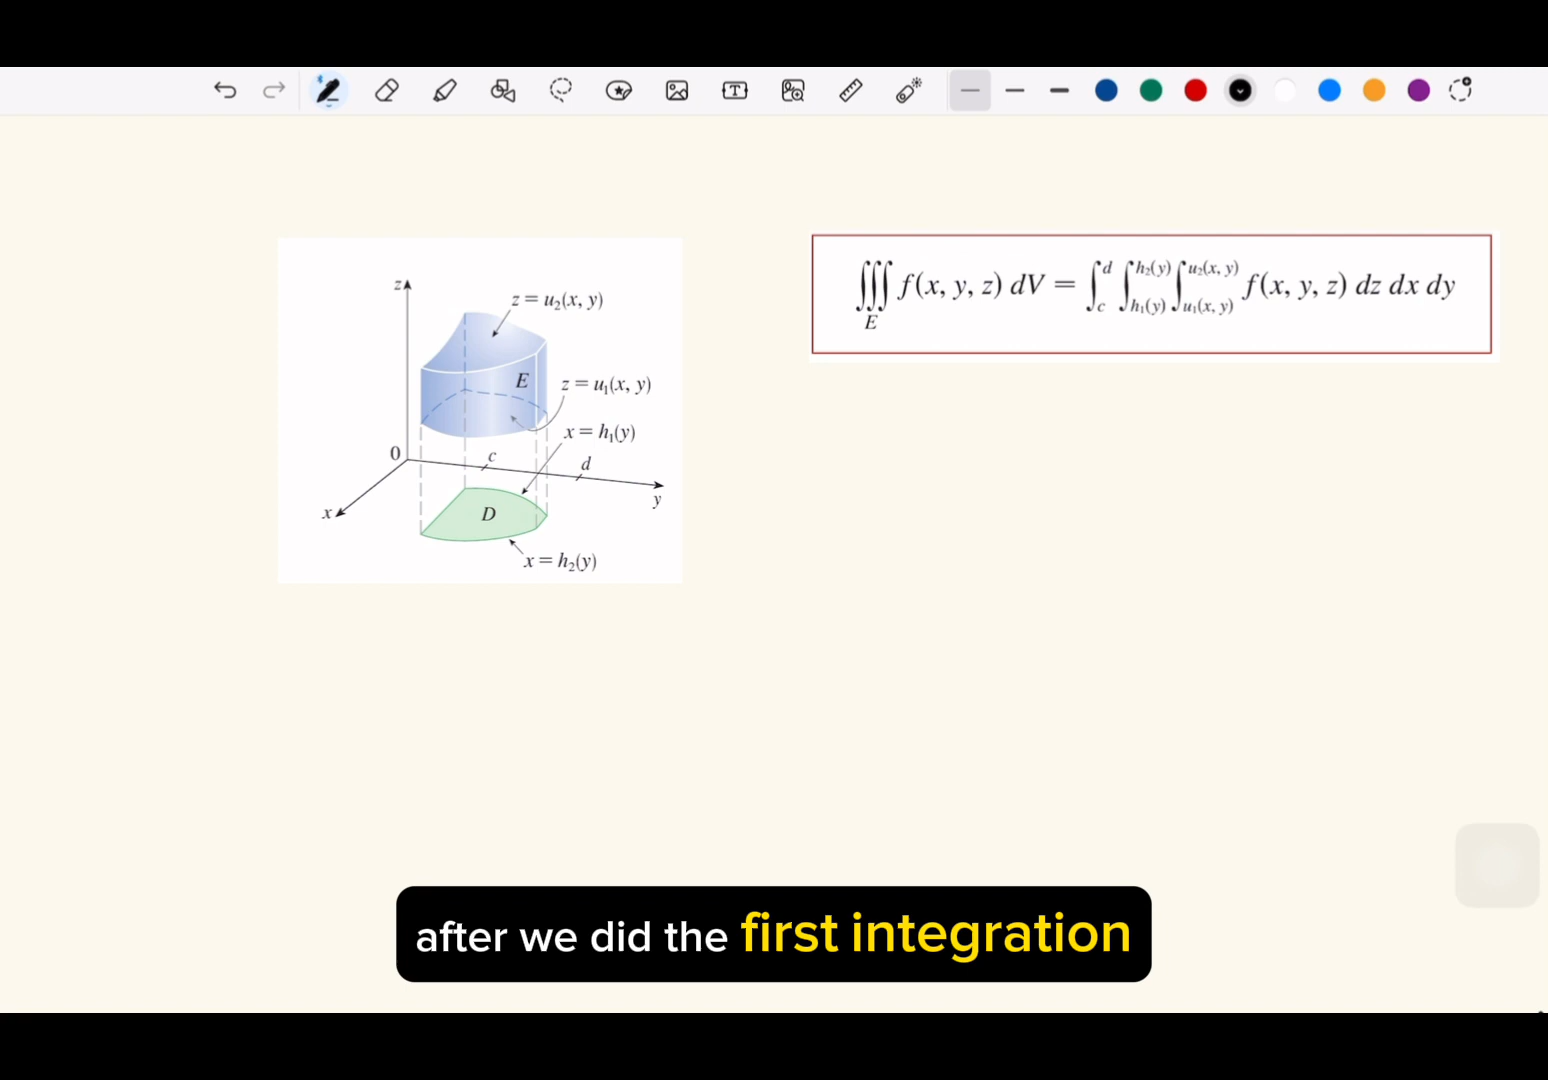 z
z = u₂(x, y)
E
z = u₁(x, y)
x = h₁(y)
0
c
d
x
y
D
x = h₂(y)
∭_E f(x, y, z) dV = ∫_c^d ∫_{h₁(y)}^{h₂(y)} ∫_{u₁(x, y)}^{u₂(x, y)} f(x, y, z) dz dx dy
after we did the first integration